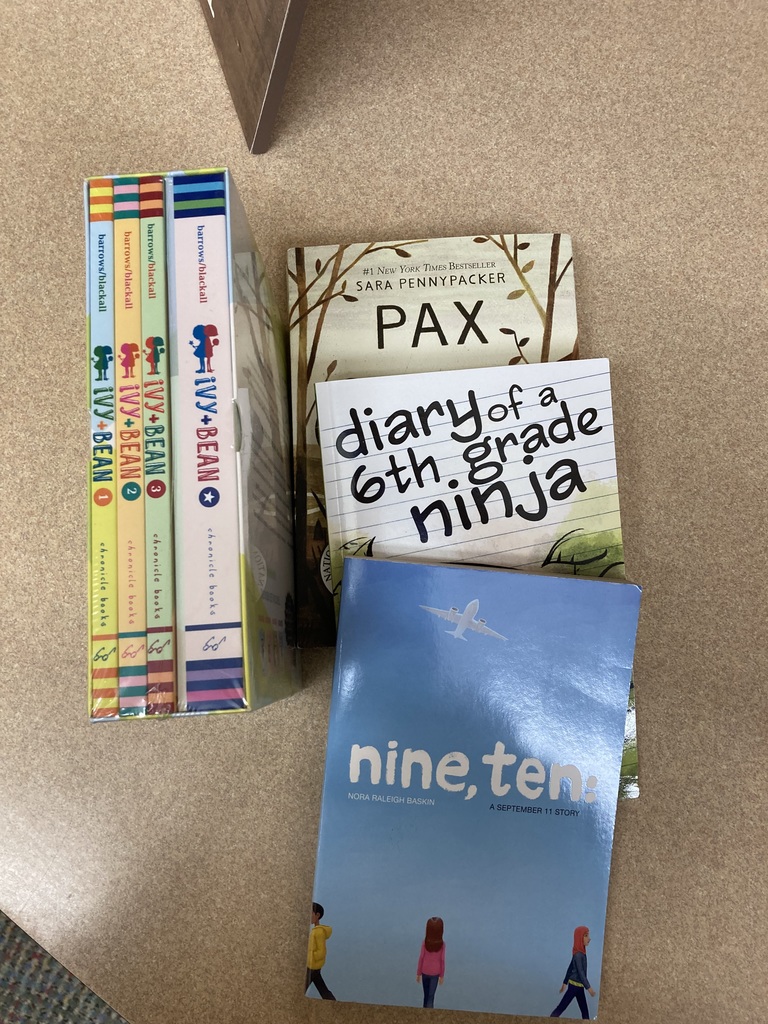 barrows/blackall
IVY+BEAN
1
chronicle books
barrows/blackall
IVY+BEAN
2
chronicle books
barrows/blackall
IVY+BEAN
3
chronicle books
barrows/blackall
IVY+BEAN
chronicle books
#1 NEW YORK TIMES BESTSELLER
SARA PENNYPACKER
PAX
diary of a
6th grade
ninja
nine, ten:
NORA RALEIGH BASKIN
A SEPTEMBER 11 STORY